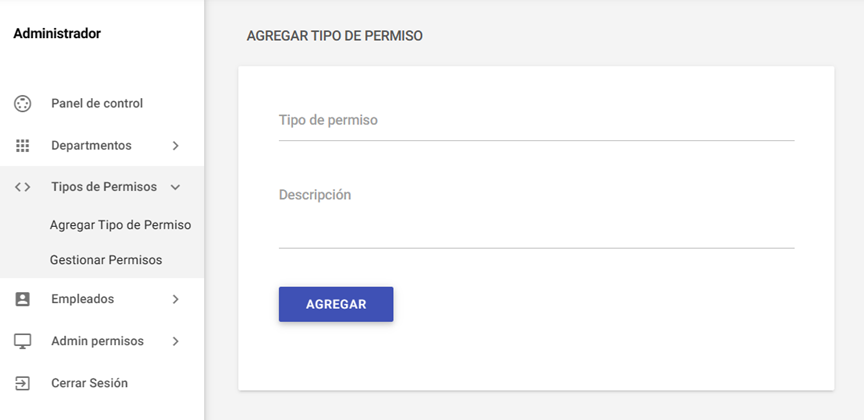 Administrador
Panel de control
Departmentos
Tipos de Permisos
Agregar Tipo de Permiso
Gestionar Permisos
Empleados
Admin permisos
Cerrar Sesión
AGREGAR TIPO DE PERMISO
Tipo de permiso
Descripción
AGREGAR